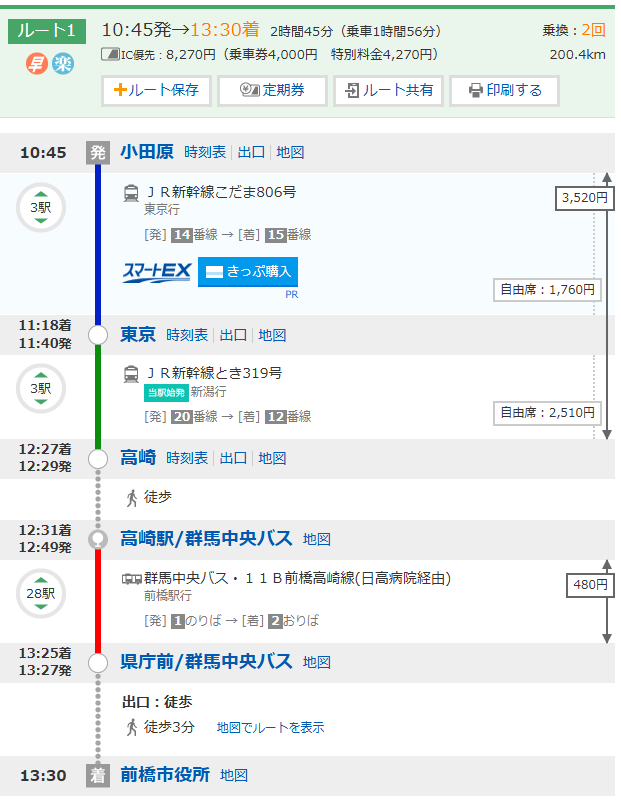 ルート1
10:45発→13:30着 2時間45分（乗車1時間56分） 乗換：2回
早 楽
IC優先：8,270円（乗車券4,000円　特別料金4,270円） 200.4km
ルート保存 定期券 ルート共有 印刷する
10:45 発 小田原 時刻表 出口 地図
ＪＲ新幹線こだま806号
3,520円
3駅
東京行
[発] 14番線 → [着] 15番線
スマートEX きっぷ購入
自由席：1,760円
PR
11:18着
11:40発
東京 時刻表 出口 地図
ＪＲ新幹線とき319号
3駅
当駅始発 新潟行
[発] 20番線 → [着] 12番線
自由席：2,510円
12:27着
12:29発
高崎 時刻表 出口 地図
徒歩
12:31着
12:49発
高崎駅/群馬中央バス 地図
群馬中央バス・１１Ｂ前橋高崎線(日高病院経由)
480円
28駅
前橋駅行
[発] 1のりば → [着] 2おりば
13:25着
13:27発
県庁前/群馬中央バス 地図
出口：徒歩
徒歩3分 地図でルートを表示
13:30 着 前橋市役所 地図